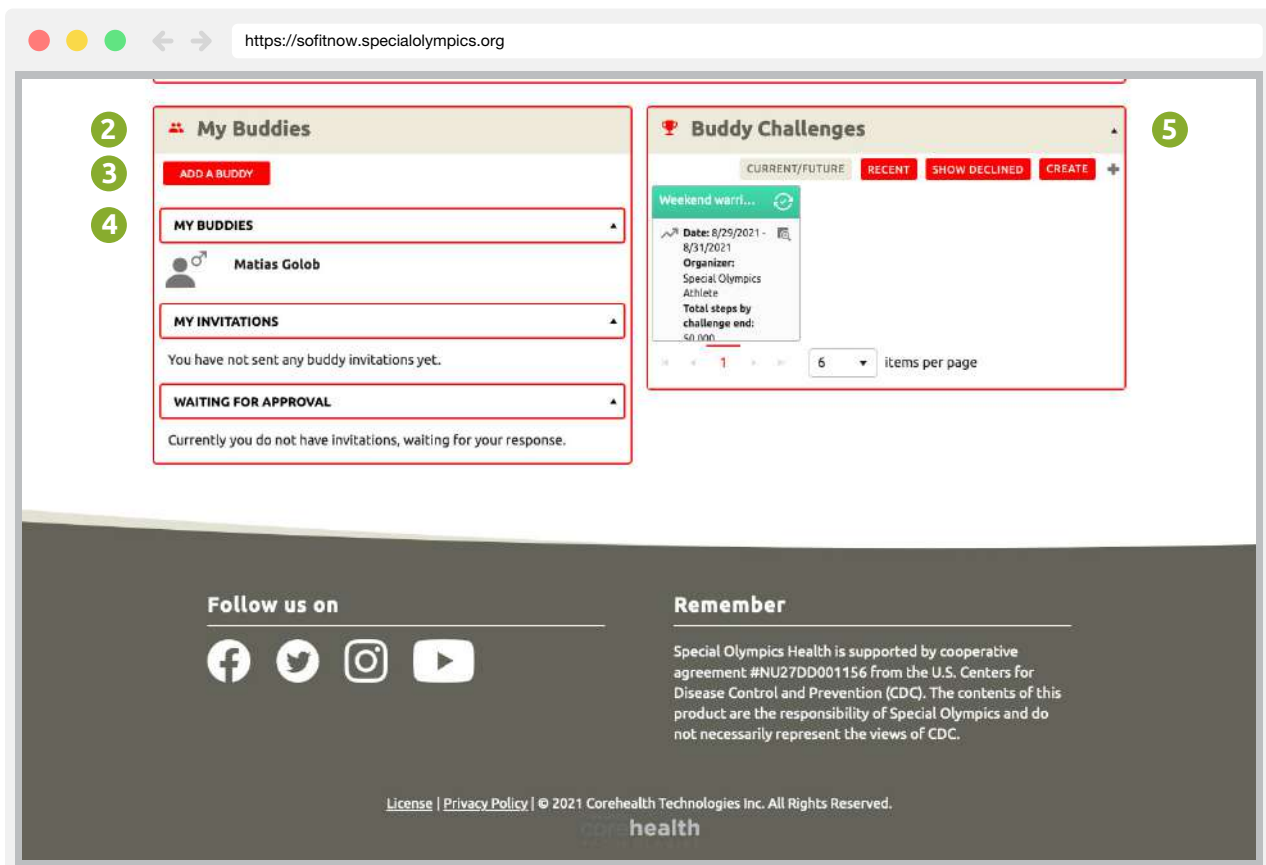 https://sofitnow.specialolympics.org
2
My Buddies
3
ADD A BUDDY
4
MY BUDDIES
Matias Golob
MY INVITATIONS
You have not sent any buddy invitations yet.
WAITING FOR APPROVAL
Currently you do not have invitations, waiting for your response.
Buddy Challenges
5
CURRENT/FUTURE
RECENT
SHOW DECLINED
CREATE
Weekend warri...
Date: 8/29/2021 -
8/31/2021
Organizer:
Special Olympics
Athlete
Total steps by
challenge end:
50,000
1
6
items per page
Follow us on
Remember
Special Olympics Health is supported by cooperative
agreement #NU27DD001156 from the U.S. Centers for
Disease Control and Prevention (CDC). The contents of this
product are the responsibility of Special Olympics and do
not necessarily represent the views of CDC.
License | Privacy Policy | © 2021 Corehealth Technologies Inc. All Rights Reserved.
corehealth